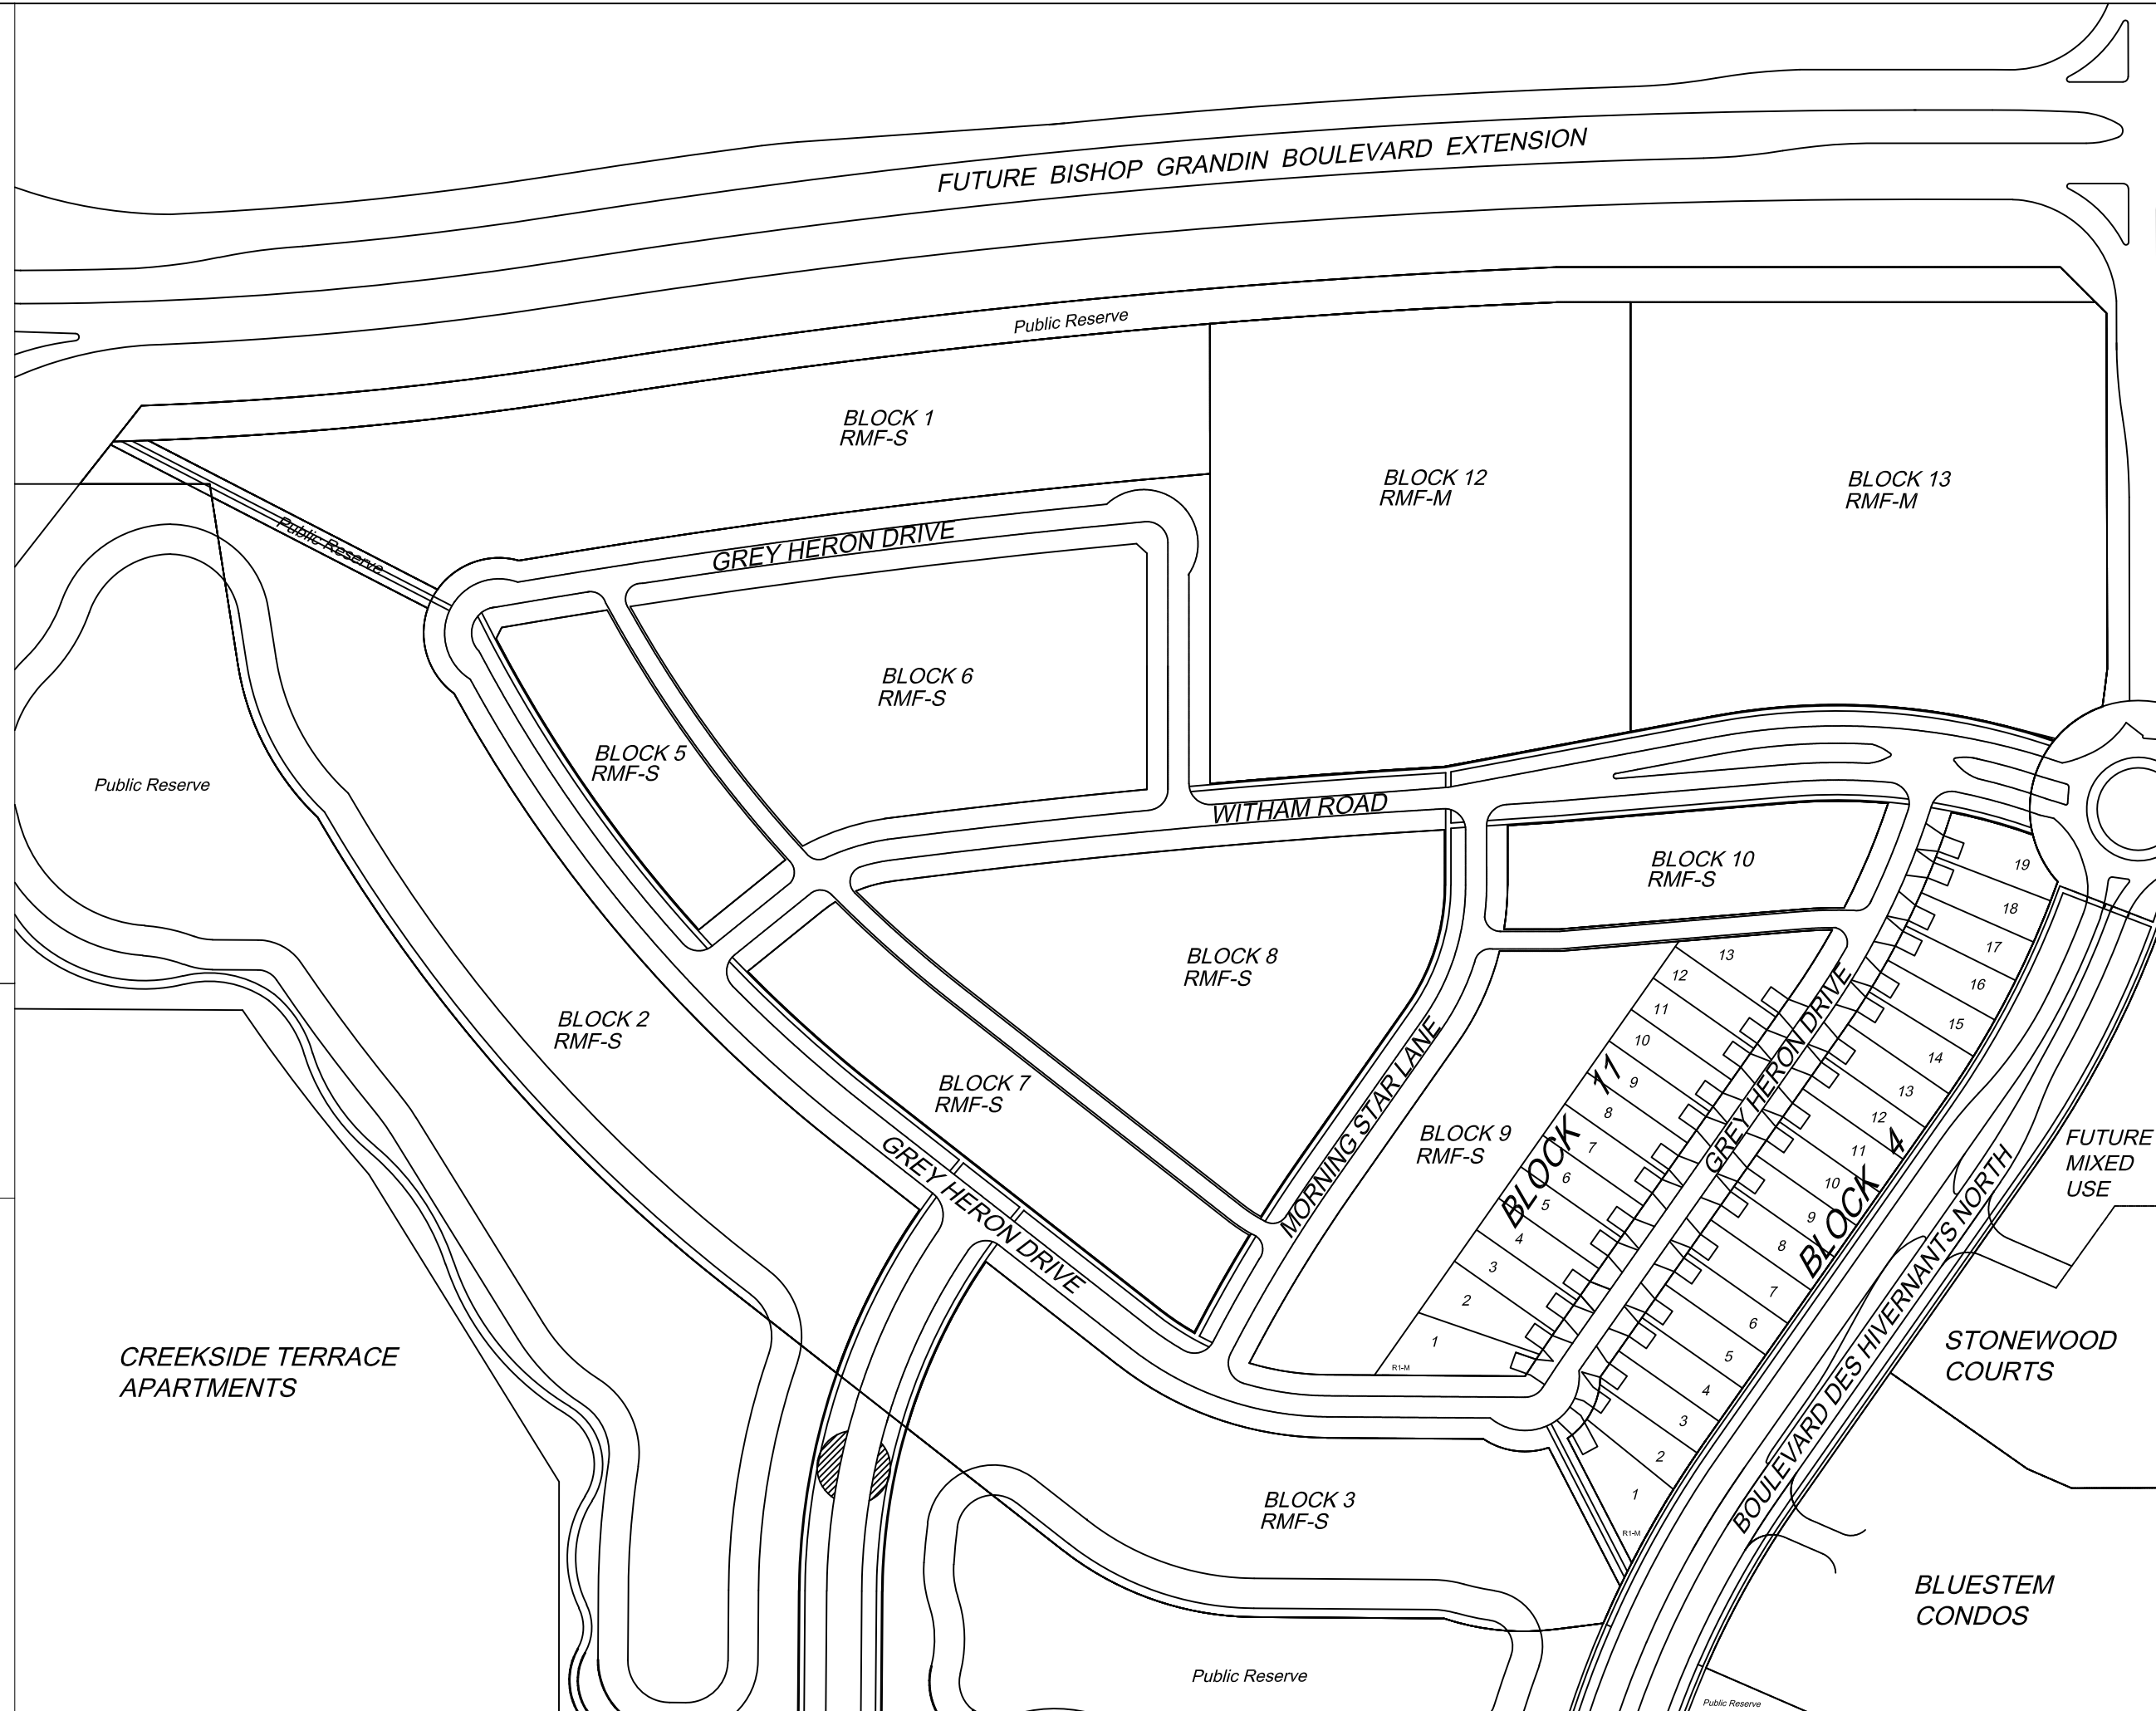 FUTURE BISHOP GRANDIN BOULEVARD EXTENSION
Public Reserve
BLOCK 1
RMF-S
BLOCK 12
RMF-M
BLOCK 13
RMF-M
Public Reserve
GREY HERON DRIVE
BLOCK 6
RMF-S
BLOCK 5
RMF-S
Public Reserve
WITHAM ROAD
BLOCK 10
RMF-S
BLOCK 8
RMF-S
BLOCK 2
RMF-S
BLOCK 7
RMF-S
GREY HERON DRIVE
MORNING STAR LANE
BLOCK 9
RMF-S
BLOCK 11
13
12
11
10
9
8
7
6
5
4
3
2
1
R1-M
GREY HERON DRIVE
19
18
17
16
15
14
13
12
11
10
9
8
7
6
5
4
3
2
1
R1-M
BLOCK 4
BOULEVARD DES HIVERNANTS NORTH
FUTURE
MIXED
USE
STONEWOOD
COURTS
CREEKSIDE TERRACE
APARTMENTS
BLOCK 3
RMF-S
BLUESTEM
CONDOS
Public Reserve
Public Reserve